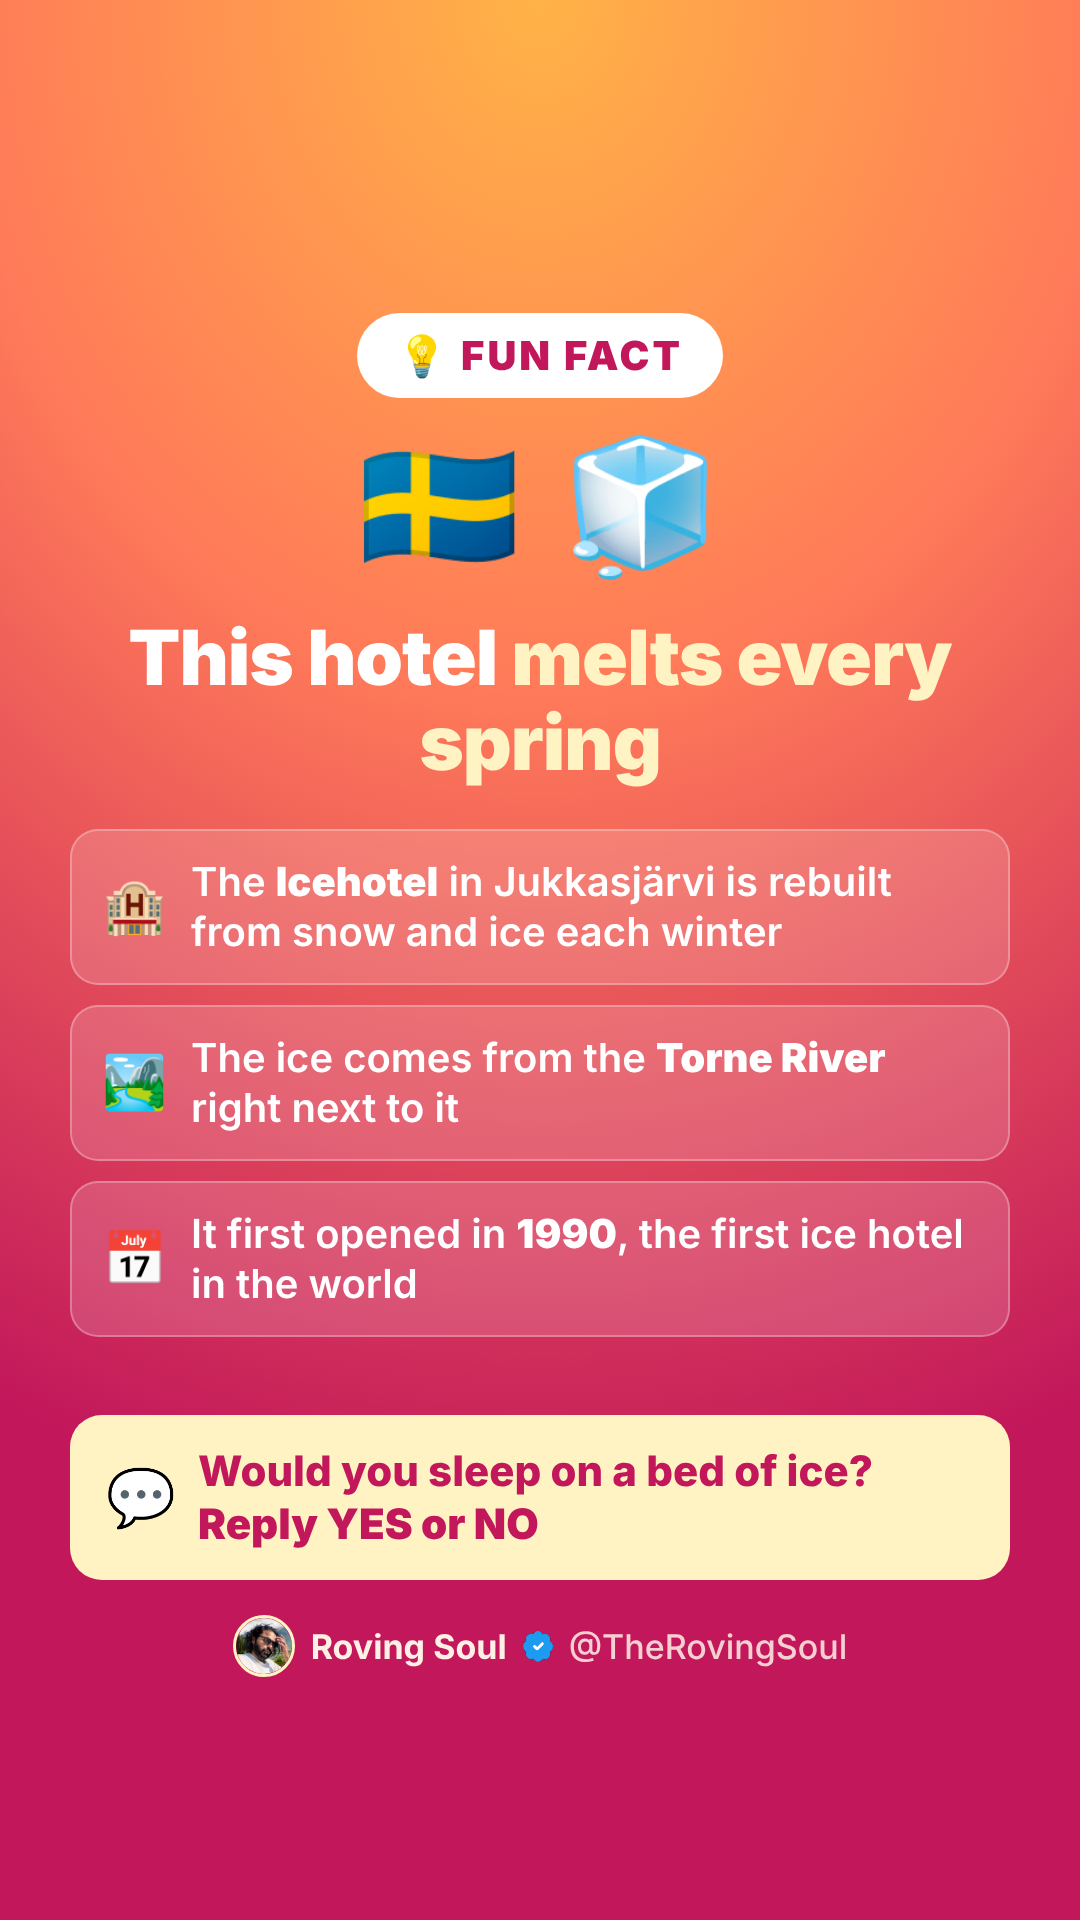 💡 FUN FACT
This hotel melts every
spring
The Icehotel in Jukkasjärvi is rebuilt
from snow and ice each winter
The ice comes from the Torne River
right next to it
July
17
It first opened in 1990, the first ice hotel
in the world
Would you sleep on a bed of ice?
Reply YES or NO
Roving Soul @TheRovingSoul